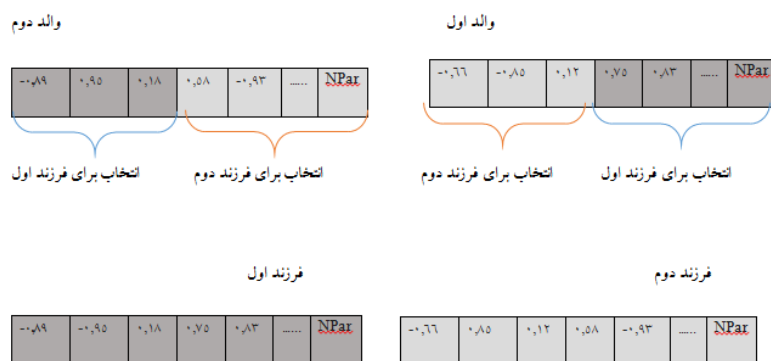 والد اول
والد دوم
-۰,۶۶ -۰,۸۵ ۰,۱۲ ۰,۷۵ ۰,۸۳ ...... NPar
-۰,۸۹ ۰,۹۵ ۰,۱۸ ۰,۵۸ -۰,۹۳ ...... NPar
انتخاب برای فرزند اول
انتخاب برای فرزند دوم
انتخاب برای فرزند دوم
انتخاب برای فرزند اول
فرزند دوم
فرزند اول
-۰,۶۶ ۰,۸۵ ۰,۱۲ ۰,۵۸ -۰,۹۳ ...... NPar
-۰,۸۹ -۰,۹۵ ۰,۱۸ ۰,۷۵ ۰,۸۳ ...... NPar